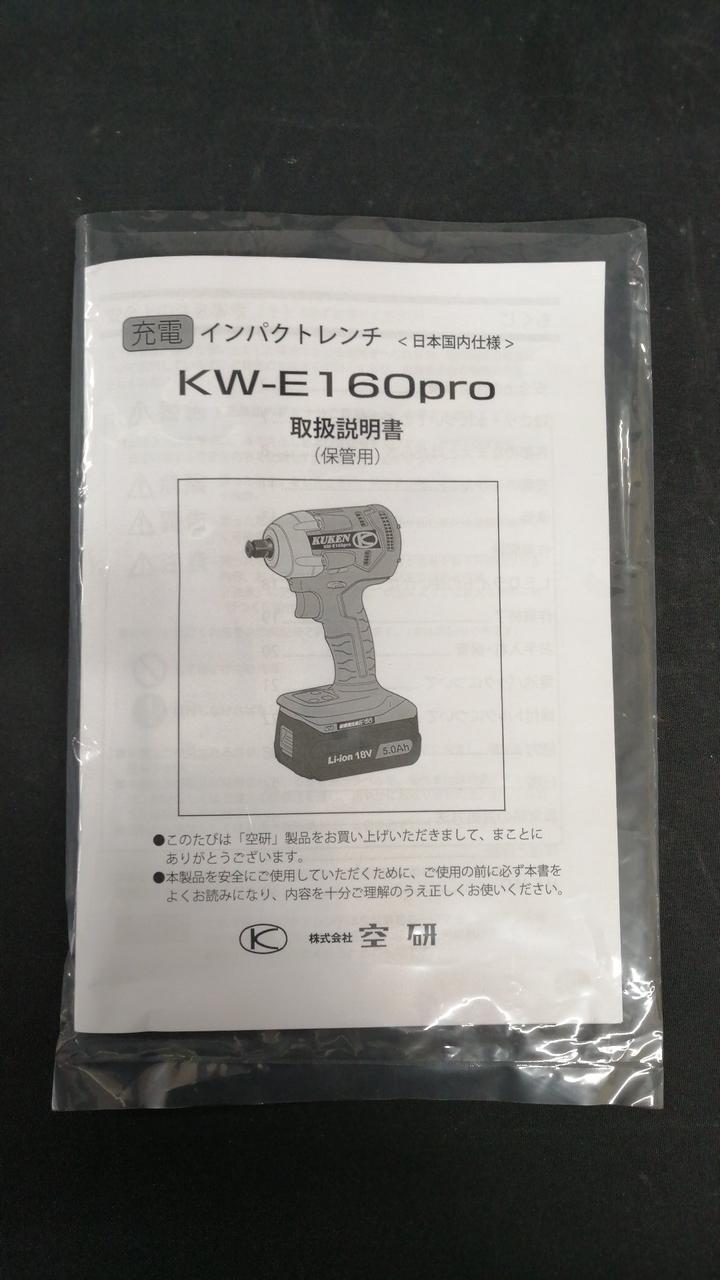 充電 インパクトレンチ <日本国内仕様>
KW-E160pro
取扱説明書
(保管用)
KUKEN
KW-E160pro
Li-ion 18V 5.0Ah
●このたびは「空研」製品をお買い上げいただきまして、まことに
ありがとうございます。
●本製品を安全にご使用していただくために、ご使用の前に必ず本書を
よくお読みになり、内容を十分ご理解のうえ正しくお使いください。
株式会社 空研